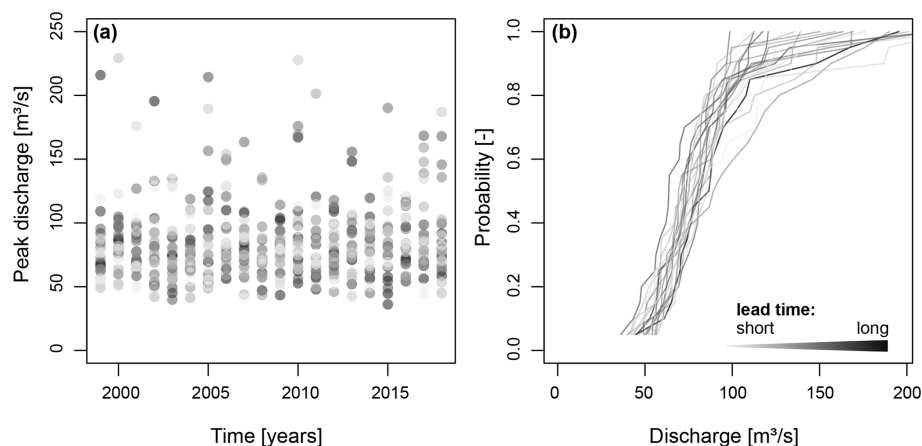 (a)
Peak discharge [m³/s]
250
200
150
100
50
0
2000 2005 2010 2015
Time [years]
(b)
Probability [-]
1.0
0.8
0.6
0.4
0.2
0.0
lead time:
short long
0 50 100 150 200
Discharge [m³/s]